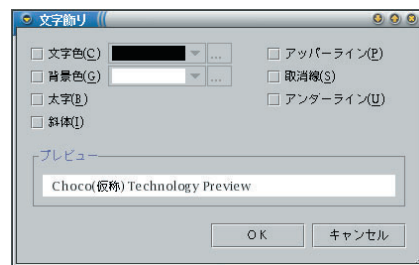 文字飾り
文字色(C) ...
アッパーライン(P)
背景色(G) ...
取消線(S)
太字(B)
アンダーライン(U)
斜体(I)
プレビュー
Choco(仮称) Technology Preview
OK キャンセル